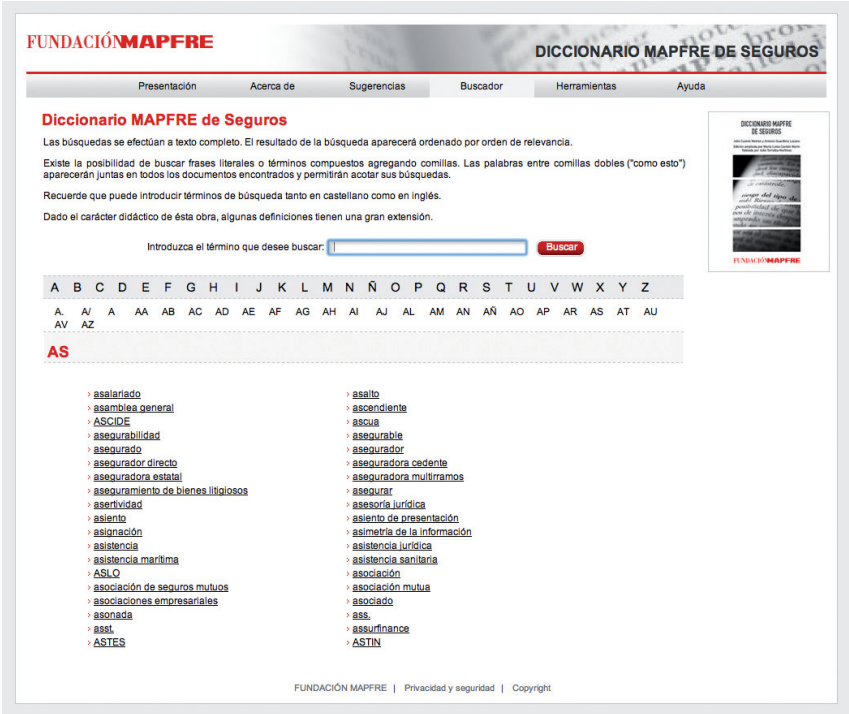 FUNDACIÓNMAPFRE
DICCIONARIO MAPFRE DE SEGUROS
Presentación Acerca de Sugerencias Buscador Herramientas Ayuda
Diccionario MAPFRE de Seguros
Las búsquedas se efectúan a texto completo. El resultado de la búsqueda aparecerá ordenado por orden de relevancia.
Existe la posibilidad de buscar frases literales o términos compuestos agregando comillas. Las palabras entre comillas dobles ("como esto")
aparecerán juntas en todos los documentos encontrados y permitirán acotar sus búsquedas.
Recuerde que puede introducir términos de búsqueda tanto en castellano como en inglés.
Dado el carácter didáctico de ésta obra, algunas definiciones tienen una gran extensión.
Introduzca el término que desee buscar: Buscar
DICCIONARIO MAPFRE
DE SEGUROS
FUNDACIÓNMAPFRE
A B C D E F G H I J K L M N Ñ O P Q R S T U V W X Y Z
A. A/ A AA AB AC AD AE AF AG AH AI AJ AL AM AN AÑ AO AP AR AS AT AU
AV AZ
AS
› asalariado
› asamblea general
› ASCIDE
› asegurabilidad
› asegurado
› asegurador directo
› aseguradora estatal
› aseguramiento de bienes litigiosos
› asertividad
› asiento
› asignación
› asistencia
› asistencia marítima
› ASLO
› asociación de seguros mutuos
› asociaciones empresariales
› asonada
› asst.
› ASTES
› asalto
› ascendiente
› ascua
› asegurable
› asegurador
› aseguradora cedente
› aseguradora multirramos
› asegurar
› asesoría jurídica
› asiento de presentación
› asimetría de la información
› asistencia jurídica
› asistencia sanitaria
› asociación
› asociación mutua
› asociado
› ass.
› assurfinance
› ASTIN
FUNDACIÓN MAPFRE | Privacidad y seguridad | Copyright